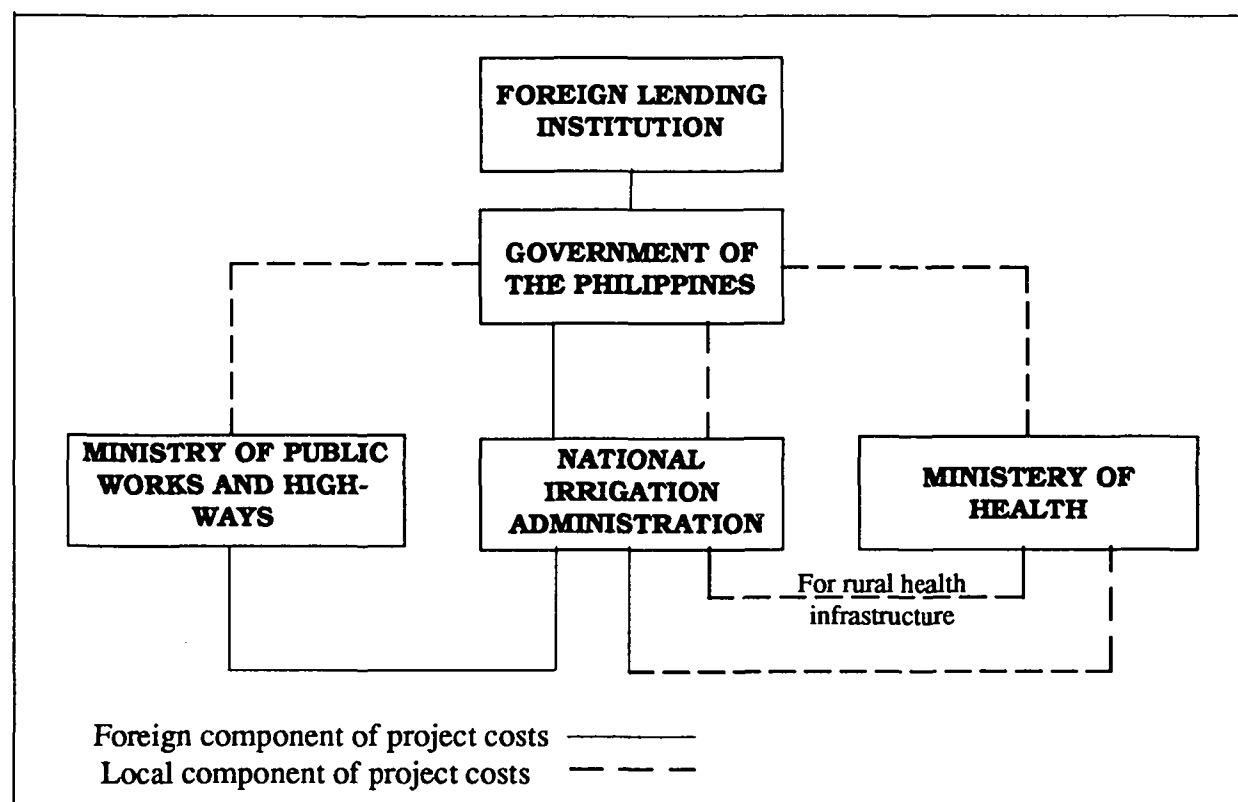 FOREIGN LENDING
INSTITUTION
GOVERNMENT OF
THE PHILIPPINES
MINISTRY OF PUBLIC
WORKS AND HIGH-
WAYS
NATIONAL
IRRIGATION
ADMINISTRATION
MINISTERY OF
HEALTH
For rural health
infrastructure
Foreign component of project costs
Local component of project costs